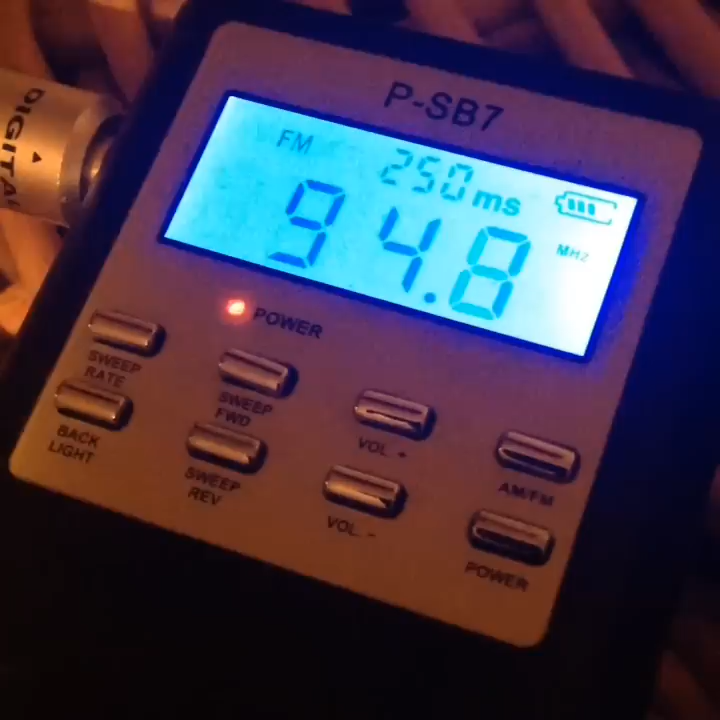 DIGITA
P-SB7
FM
250 ms
94.8
MHZ
POWER
SWEEP
RATE
SWEEP
FWD
VOL. +
AM/FM
BACK
LIGHT
SWEEP
REV
VOL. -
POWER